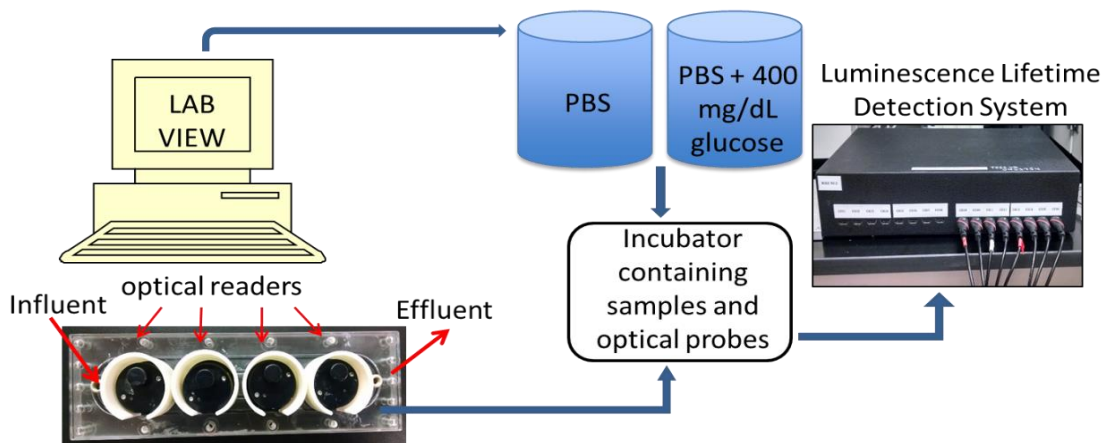 LAB
VIEW
PBS
PBS + 400
mg/dL
glucose
Luminescence Lifetime
Detection System
Incubator
containing
samples and
optical probes
optical readers
Influent
Effluent